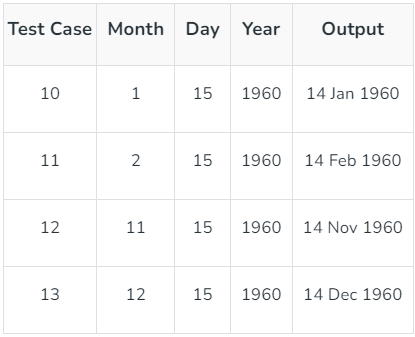 Test Case Month Day Year Output
10 1 15 1960 14 Jan 1960
11 2 15 1960 14 Feb 1960
12 11 15 1960 14 Nov 1960
13 12 15 1960 14 Dec 1960